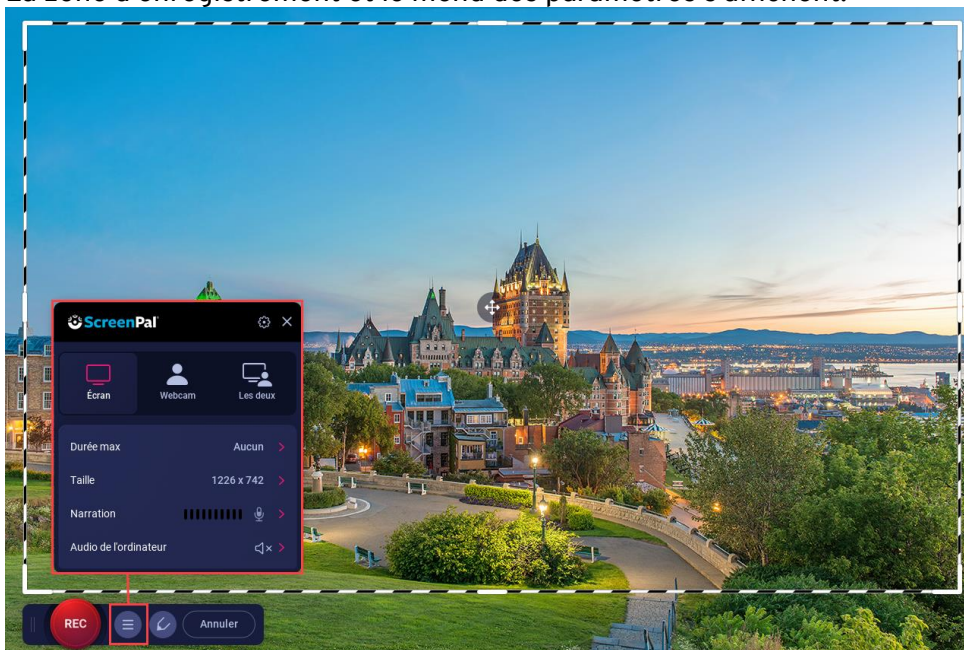 La zone d'enregistrement et le menu des paramètres s'affichent.
ScreenPal
Écran Webcam Les deux
Durée max Aucun
Taille 1226 x 742
Narration
Audio de l'ordinateur
REC Annuler